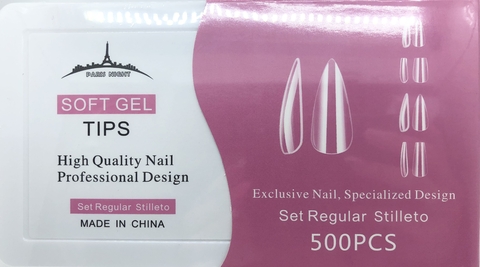 PARIS NIGHT
SOFT GEL
TIPS
High Quality Nail
Professional Design
Set Regular Stilleto
MADE IN CHINA
Exclusive Nail, Specialized Design
Set Regular Stilleto
500PCS